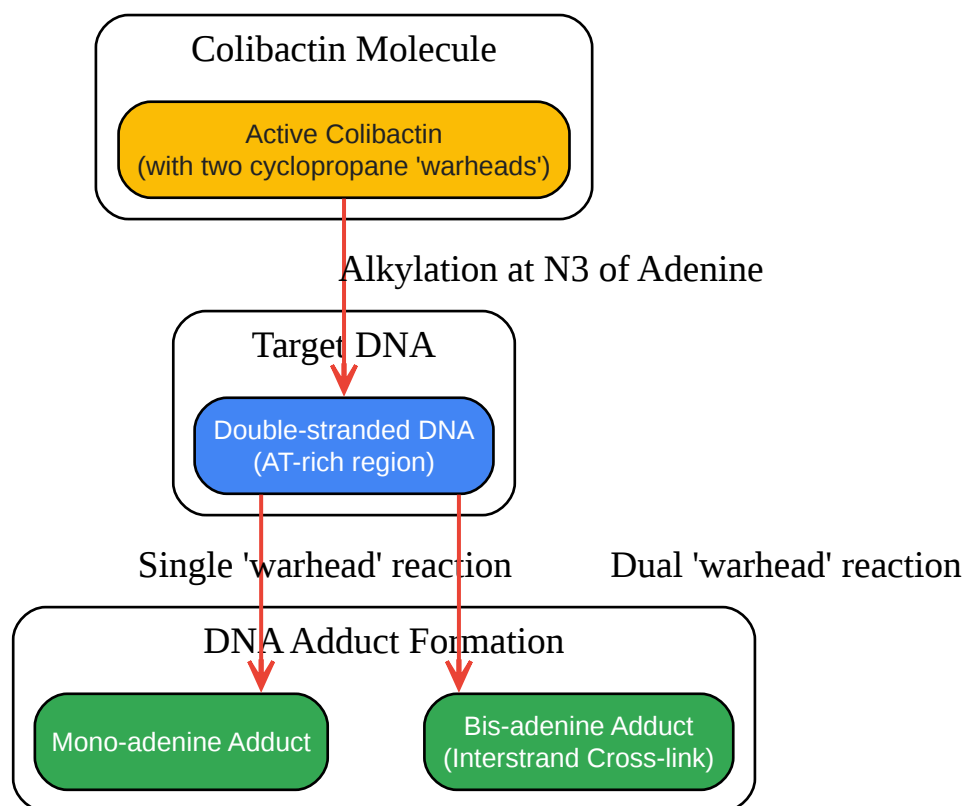 Colibactin Molecule
Active Colibactin
(with two cyclopropane 'warheads')
Alkylation at N3 of Adenine
Target DNA
Double-stranded DNA
(AT-rich region)
Single 'warhead' reaction
Dual 'warhead' reaction
DNA Adduct Formation
Mono-adenine Adduct
Bis-adenine Adduct
(Interstrand Cross-link)